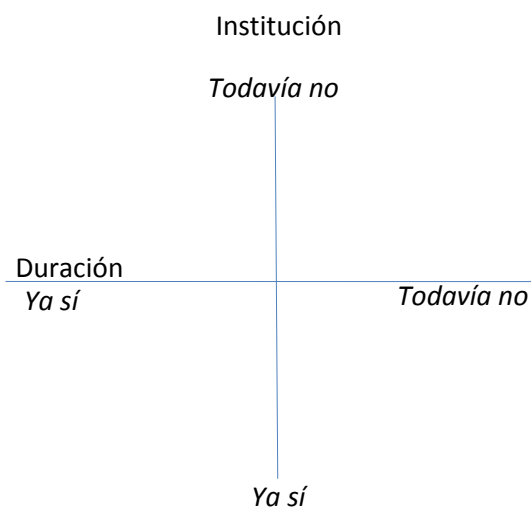 Institución
Todavía no
Duración
Ya sí
Todavía no
Ya sí